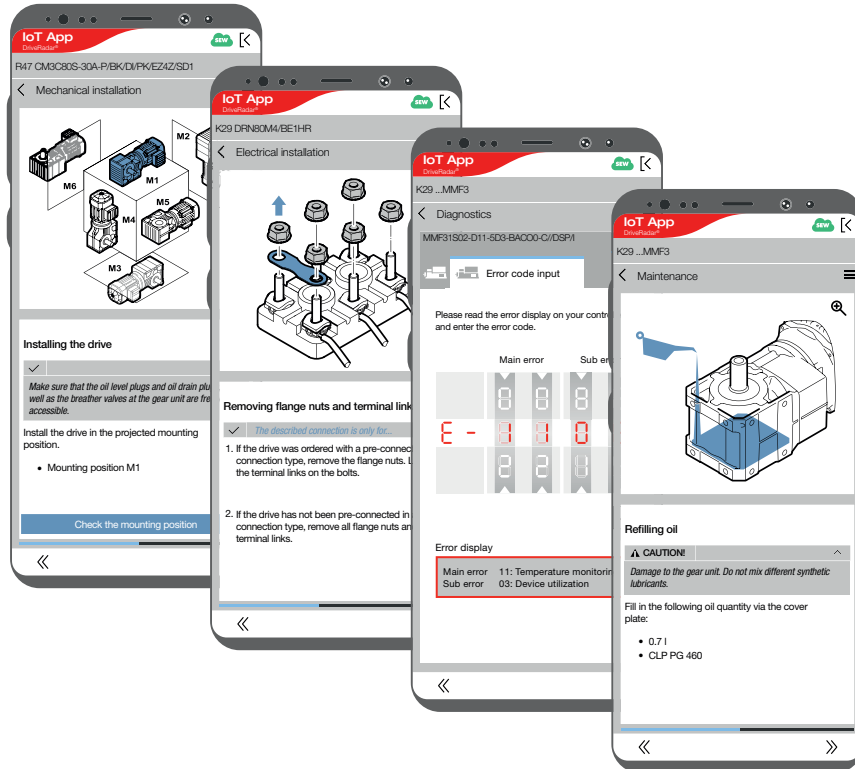 IoT App
DriveRadar®
SEW
R47 CM3C80S-30A-P/BK/DI/PK/EZ4Z/SD1
Mechanical installation
M2
M6
M1
M5
M4
M3
Installing the drive
Make sure that the oil level plugs and oil drain
well as the breather valves at the gear unit are
accessible.
Install the drive in the projected mounting
position.
• Mounting position M1
Check the mounting position
IoT App
DriveRadar®
SEW
K29 DRN80M4/BE1HR
Electrical installation
Removing flange nuts and terminal
The described connection is only for...
1. If the drive was ordered with a
connection type, remove the flange nuts.
the terminal links on the bolts.
2. If the drive has not been pre-connected in
connection type, remove all flange nuts
terminal links.
IoT App
DriveRadar®
SEW
K29 ...MMF3
Diagnostics
MMF31S02-D11-5D3-BACO0-C//DSP/I
Error code input
Please read the error display on your
and enter the error code.
Main error Sub
8 8 8
E - 1 1 0
2 2 1
Error display
Main error 11: Temperature
Sub error 03: Device utilization
IoT App
DriveRadar®
SEW
K29 ...MMF3
Maintenance
Refilling oil
CAUTION!
Damage to the gear unit. Do not mix different synthetic
lubricants.
Fill in the following oil quantity via the cover
plate:
• 0.7 l
• CLP PG 460